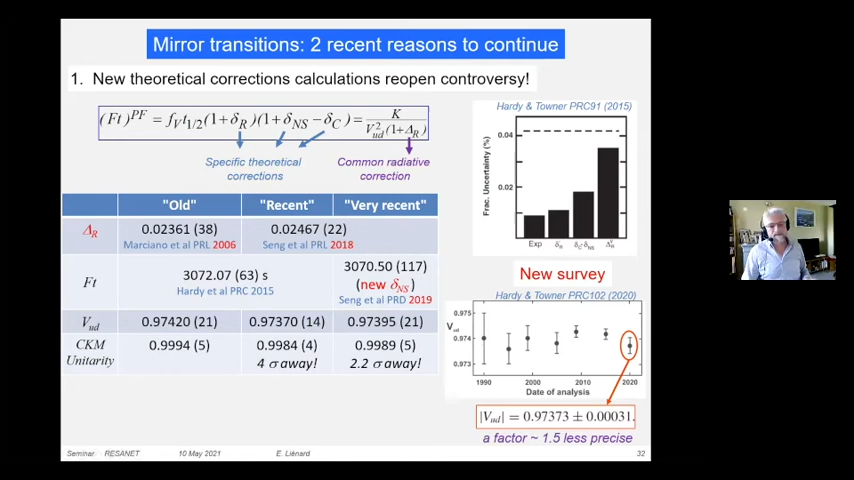 Mirror transitions: 2 recent reasons to continue
1. New theoretical corrections calculations reopen controversy!
(Ft)^PF = f_V t_1/2 (1+δ_R)(1+δ_NS − δ_C) = K / V_ud^2 (1+Δ_R)
Specific theoretical corrections
Common radiative correction
"Old" "Recent" "Very recent"
Δ_R 0.02361 (38) 0.02467 (22)
Marciano et al PRL 2006 Seng et al PRL 2018
Ft 3072.07 (63) s 3070.50 (117)
(new δ_NS)
Hardy et al PRC 2015 Seng et al PRD 2019
V_ud 0.97420 (21) 0.97370 (14) 0.97395 (21)
CKM Unitarity 0.9994 (5) 0.9984 (4) 0.9989 (5)
4 σ away! 2.2 σ away!
Hardy & Towner PRC91 (2015)
Frac. Uncertainty (%)
0.04
0.02
Exp δ_R δ_C-δ_NS Δ_R^V
New survey
Hardy & Towner PRC102 (2020)
V_ud
0.975
0.974
0.973
1990 2000 2010 2020
Date of analysis
|V_ud| = 0.97373 ± 0.00031.
a factor ~ 1.5 less precise
Seminar RESANET 10 May 2021 E. Liénard 32